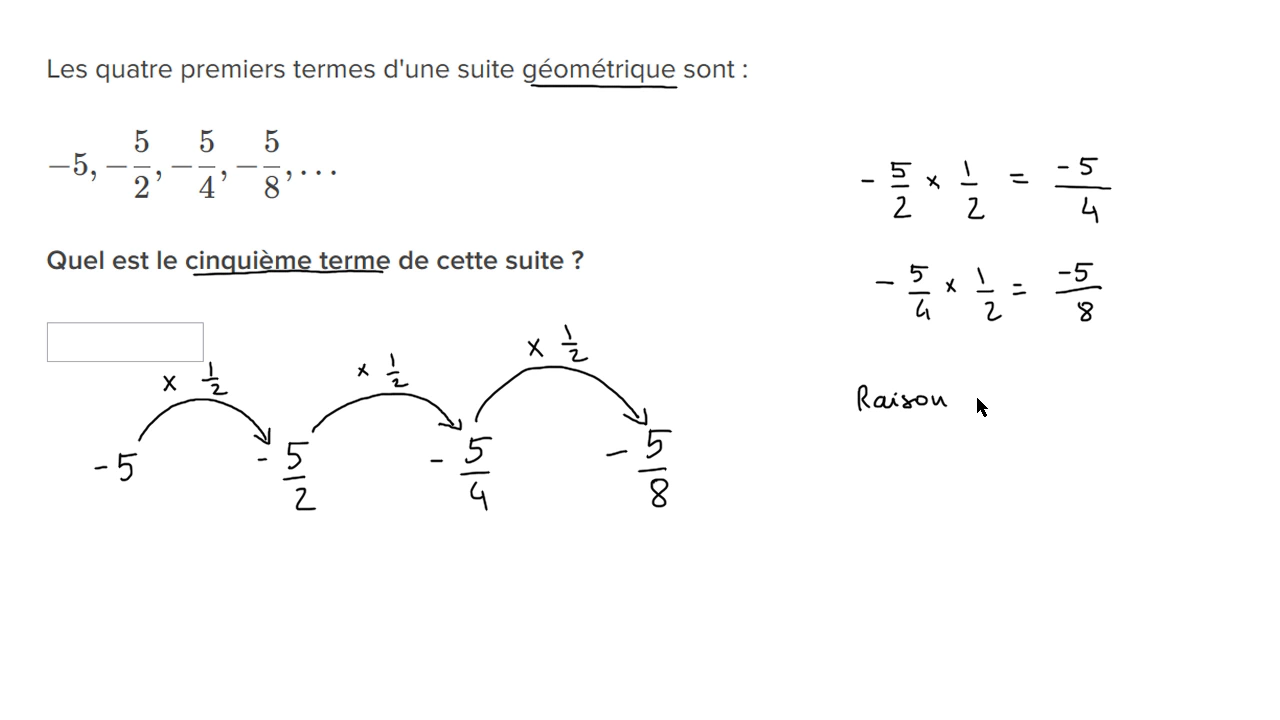 Les quatre premiers termes d'une suite géométrique sont :
−5, −5/2, −5/4, −5/8, …
Quel est le cinquième terme de cette suite ?
× 1/2 × 1/2 × 1/2
-5 -5/2 -5/4 -5/8
-5/2 × 1/2 = -5/4
-5/4 × 1/2 = -5/8
Raison